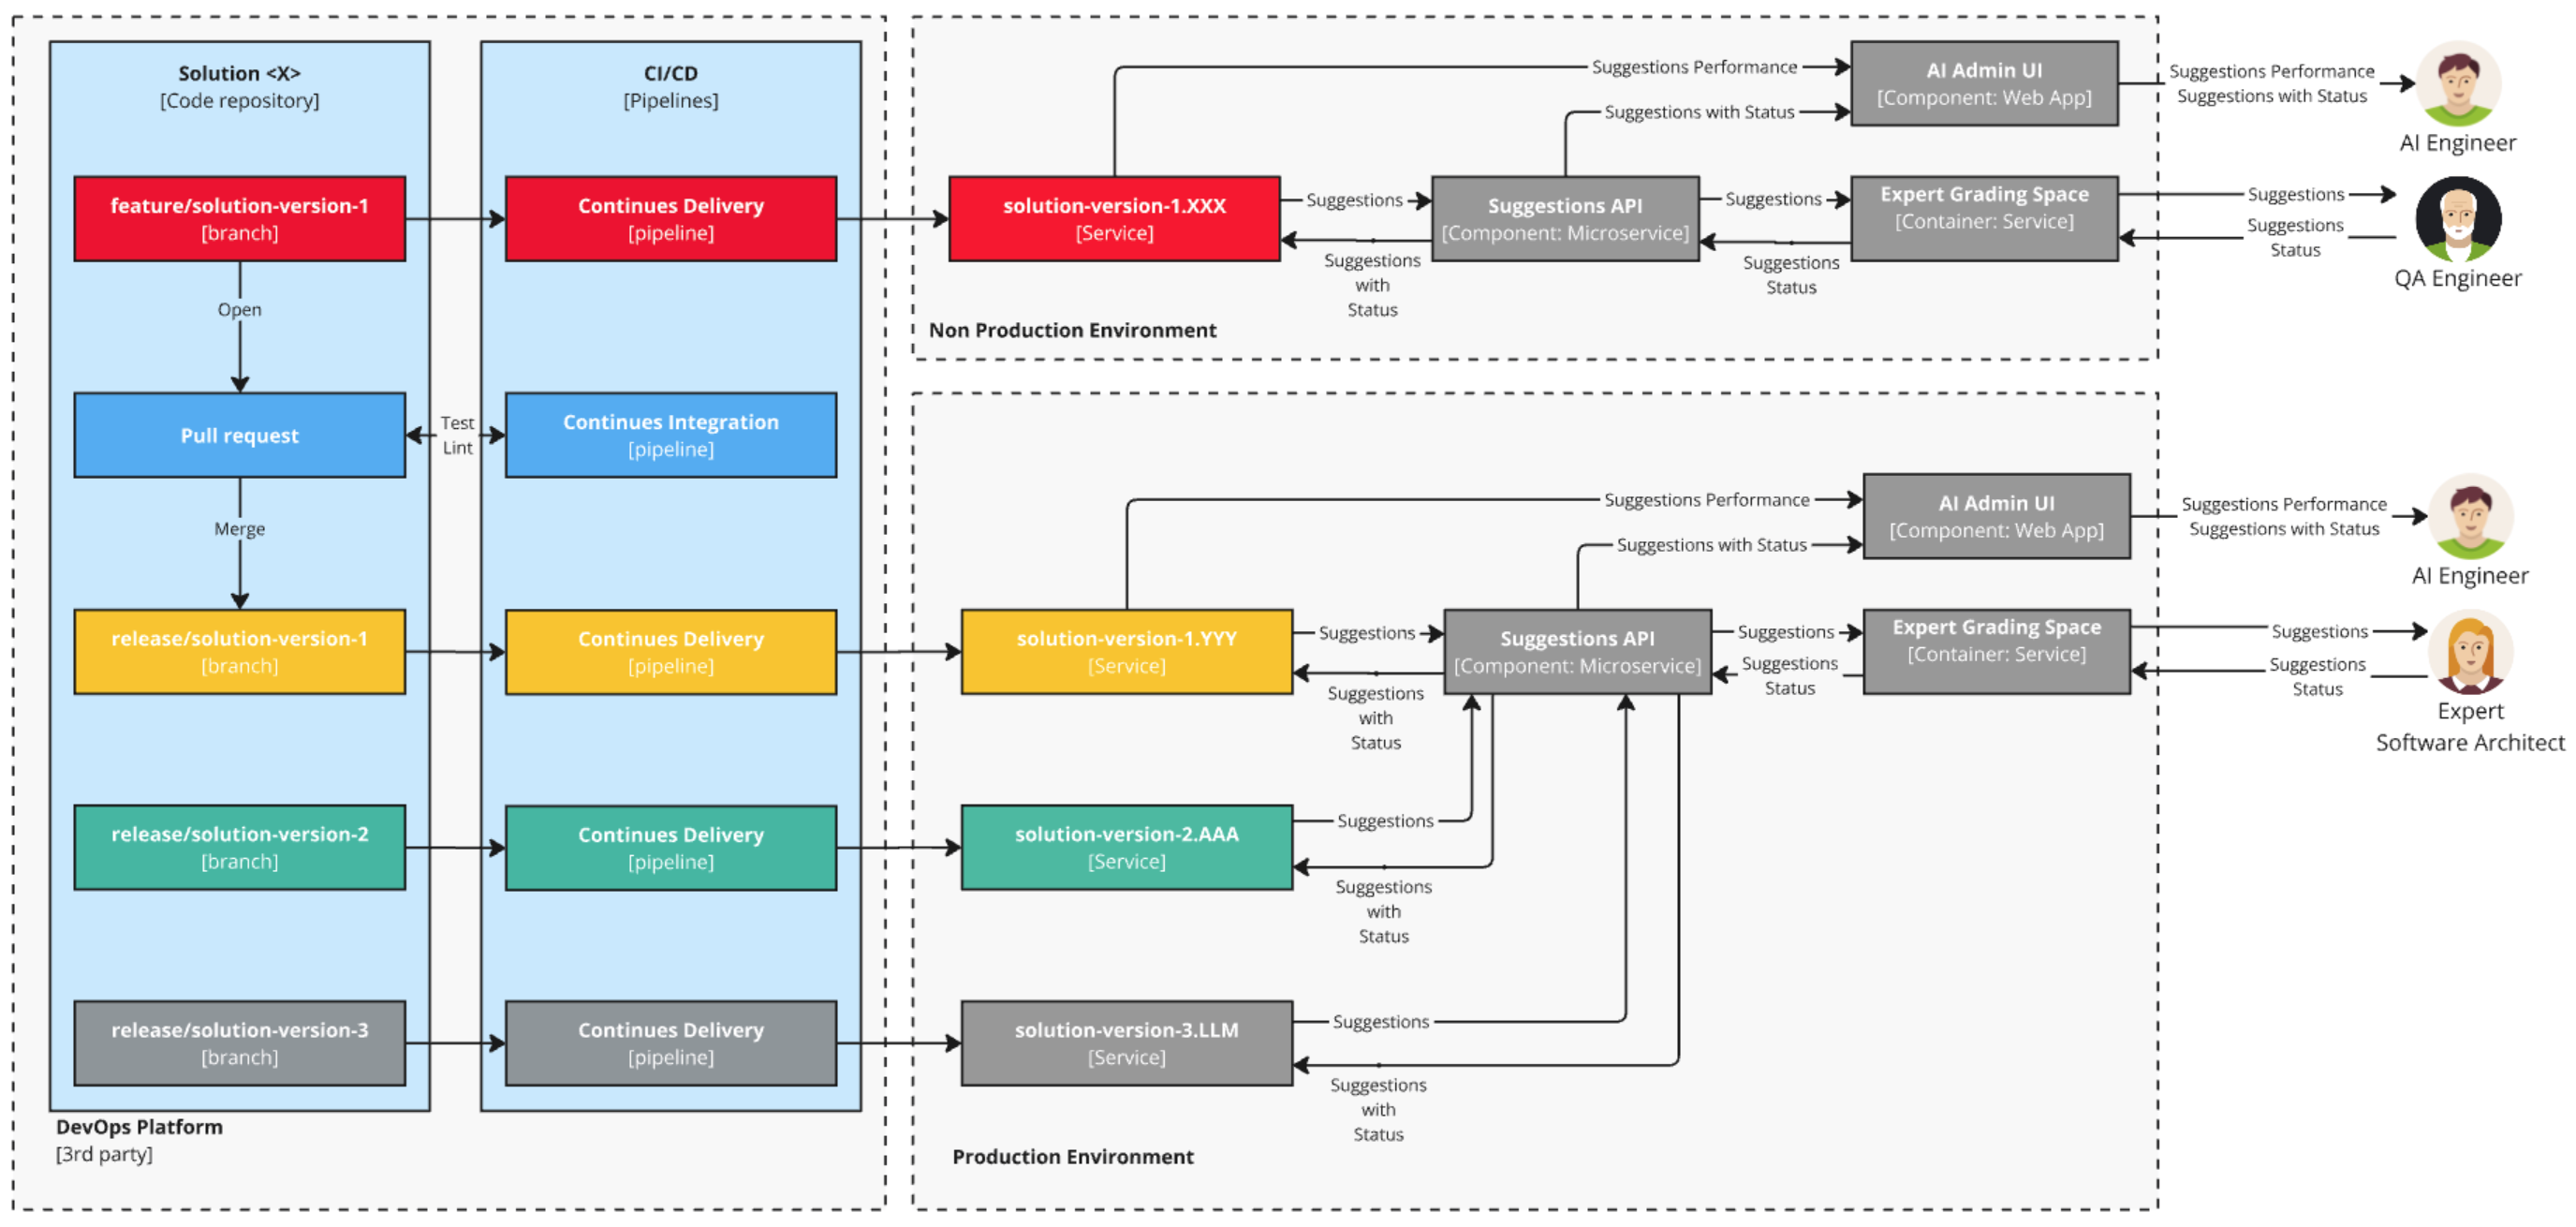 Solution <X>
[Code repository]
feature/solution-version-1
[branch]
Open
Pull request
Merge
release/solution-version-1
[branch]
release/solution-version-2
[branch]
release/solution-version-3
[branch]
Test
Lint
CI/CD
[Pipelines]
Continues Delivery
[pipeline]
Continues Integration
[pipeline]
Continues Delivery
[pipeline]
Continues Delivery
[pipeline]
Continues Delivery
[pipeline]
DevOps Platform
[3rd party]
Suggestions Performance
Suggestions with Status
AI Admin UI
[Component: Web App]
Suggestions Performance
Suggestions with Status
AI Engineer
solution-version-1.XXX
[Service]
Suggestions
Suggestions
with
Status
Suggestions API
[Component: Microservice]
Suggestions
Suggestions
Status
Expert Grading Space
[Container: Service]
Suggestions
Suggestions
Status
QA Engineer
Non Production Environment
Suggestions Performance
Suggestions with Status
AI Admin UI
[Component: Web App]
Suggestions Performance
Suggestions with Status
AI Engineer
solution-version-1.YYY
[Service]
Suggestions
Suggestions
with
Status
Suggestions API
[Component: Microservice]
Suggestions
Suggestions
Status
Expert Grading Space
[Container: Service]
Suggestions
Suggestions
Status
Expert
Software Architect
solution-version-2.AAA
[Service]
Suggestions
Suggestions
with
Status
solution-version-3.LLM
[Service]
Suggestions
Suggestions
with
Status
Production Environment